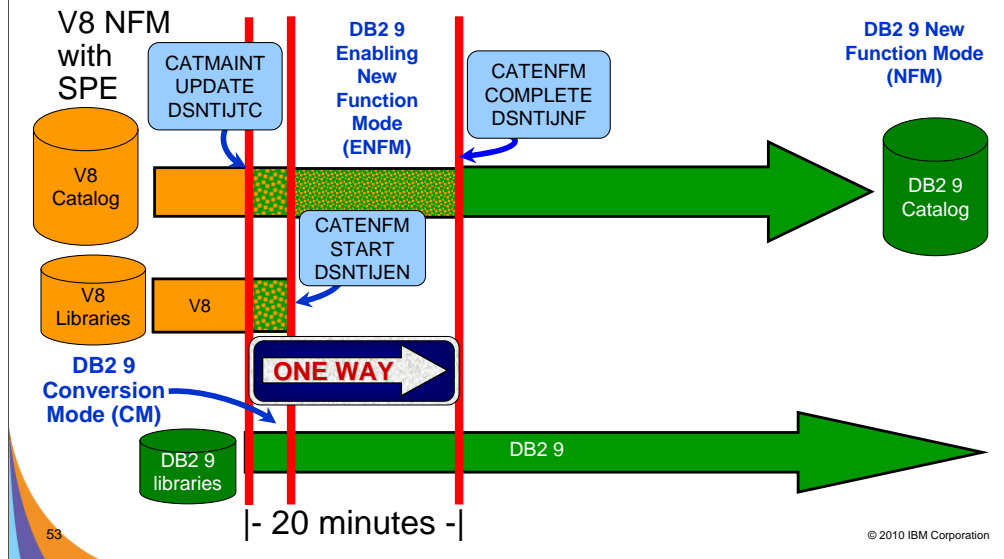 V8 NFM
with
SPE
CATMAINT
UPDATE
DSNTIJTC
DB2 9
Enabling
New
Function
Mode
(ENFM)
CATENFM
COMPLETE
DSNTIJNF
DB2 9 New
Function Mode
(NFM)
V8
Catalog
DB2 9
Catalog
CATENFM
START
DSNTIJEN
V8
Libraries
V8
ONE WAY
DB2 9
Conversion
Mode (CM)
DB2 9
libraries
DB2 9
|- 20 minutes -|
53
© 2010 IBM Corporation